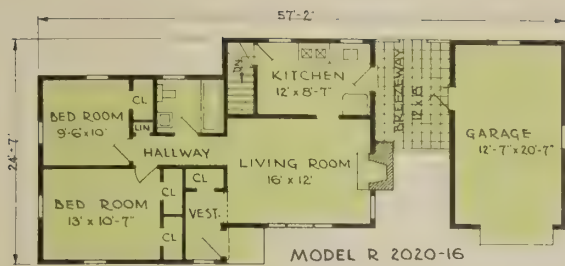 57'-2"
24'-7"
CL
BED ROOM
9'-6" x 10'
LIN
DN.
KITCHEN
12' x 8'-7"
BREEZEWAY
12' x 8'
GARAGE
12'-7" x 20'-7"
HALLWAY
LIVING ROOM
16' x 12'
BED ROOM
13' x 10'-7"
CL
CL
CL
VEST.
MODEL R 2020-16